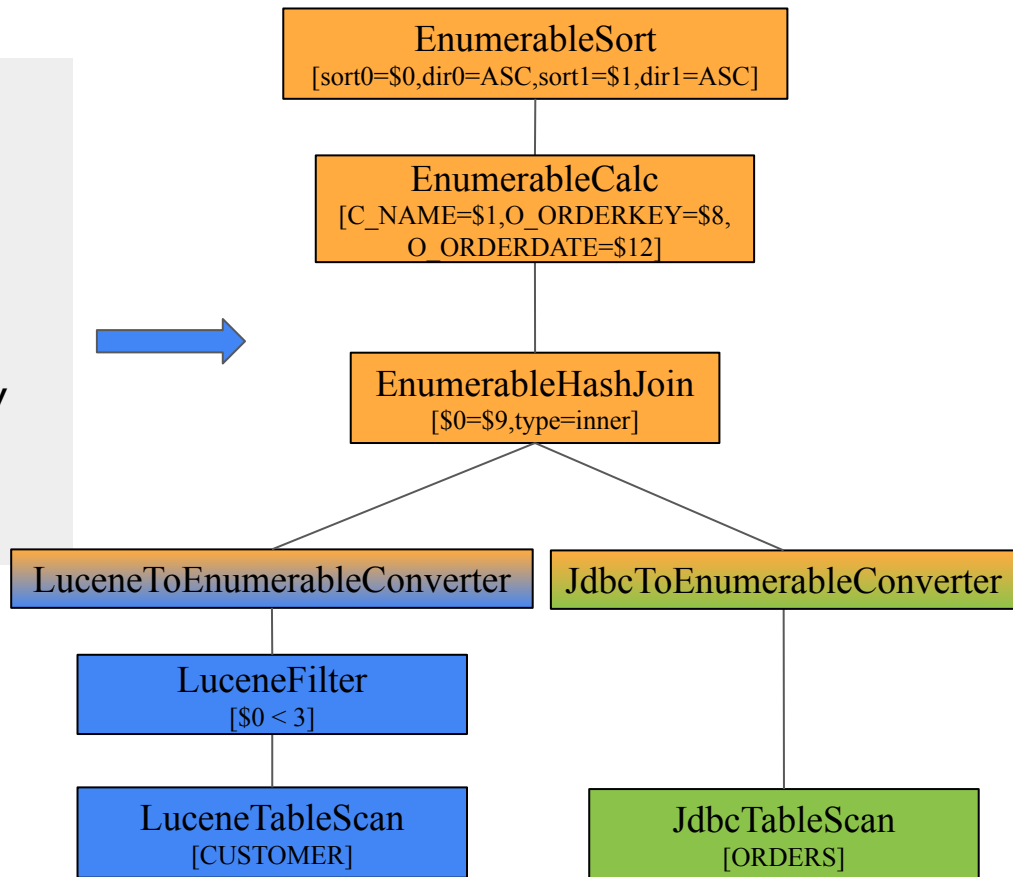 EnumerableSort
[sort0=$0,dir0=ASC,sort1=$1,dir1=ASC]
EnumerableCalc
[C_NAME=$1,O_ORDERKEY=$8,
O_ORDERDATE=$12]
y
EnumerableHashJoin
[$0=$9,type=inner]
LuceneToEnumerableConverter
JdbcToEnumerableConverter
LuceneFilter
[$0 < 3]
LuceneTableScan
[CUSTOMER]
JdbcTableScan
[ORDERS]